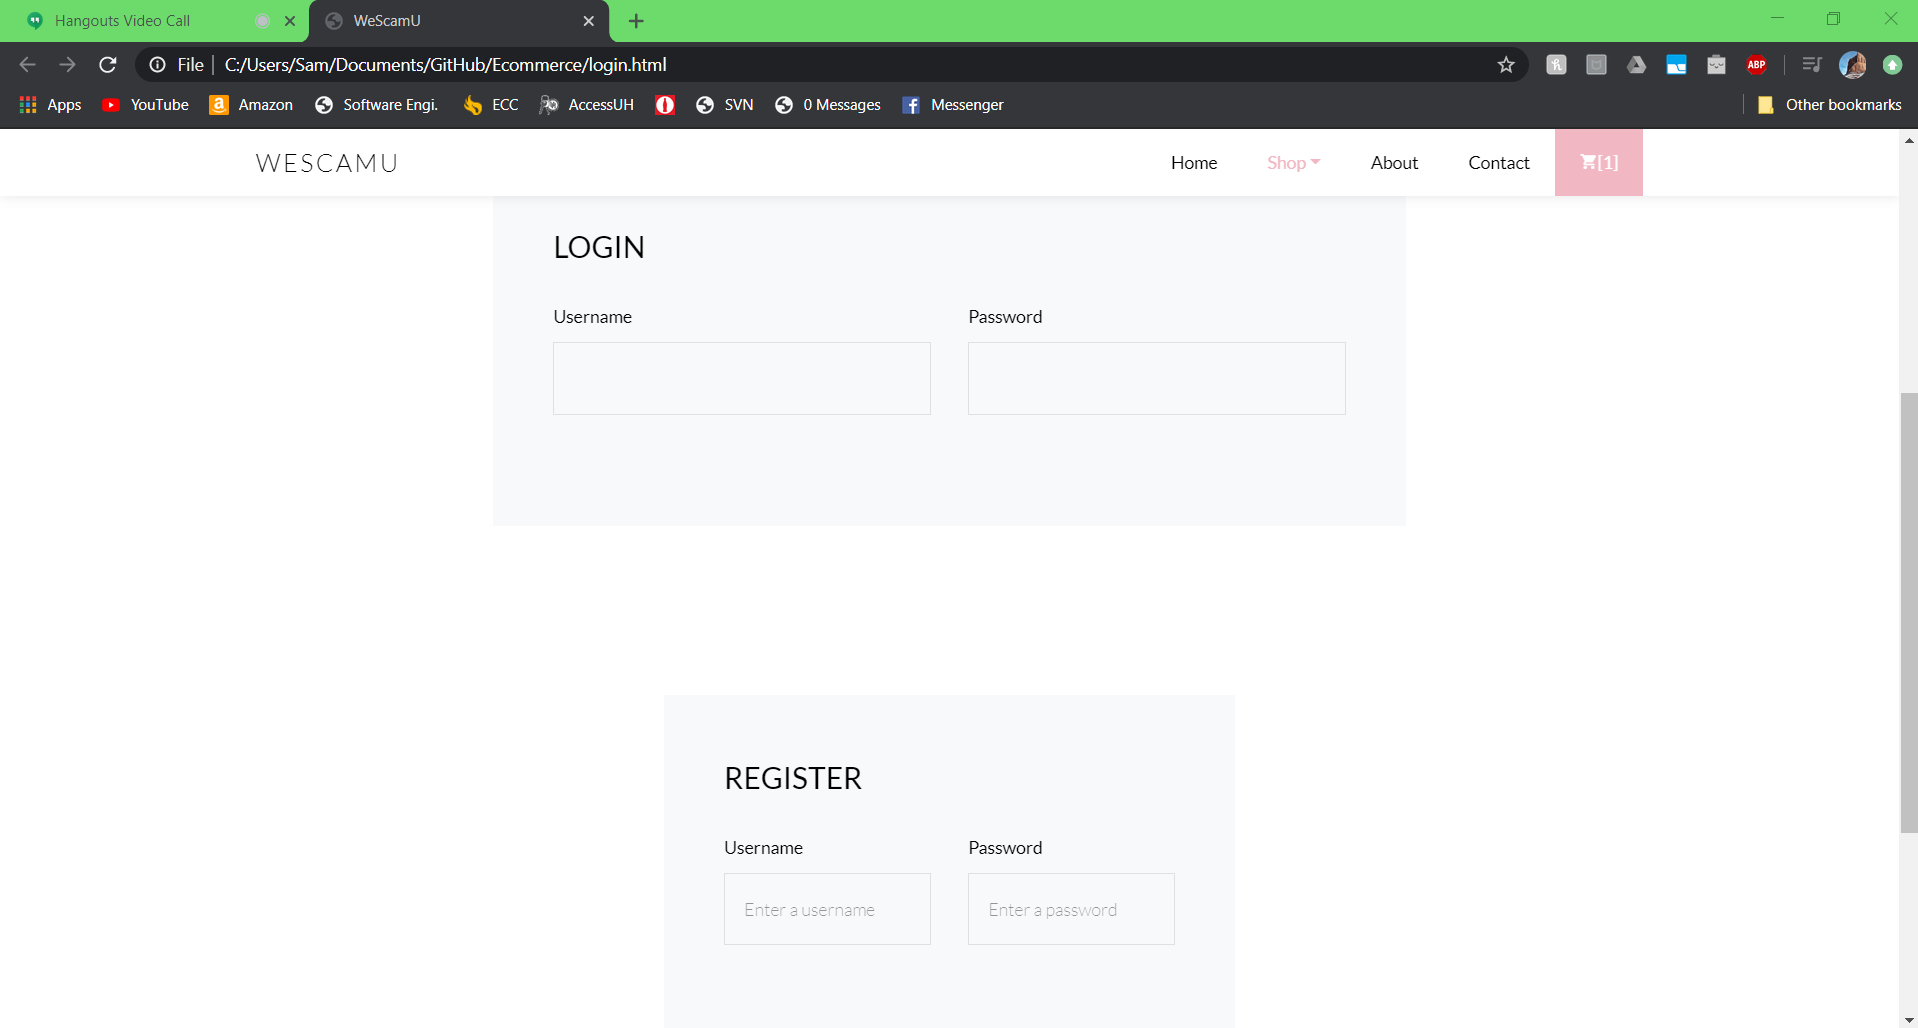 Hangouts Video Call WeScamU
File C:/Users/Sam/Documents/GitHub/Ecommerce/login.html ABP
Apps YouTube Amazon Software Engi. ECC AccessUH SVN 0 Messages Messenger Other bookmarks
WESCAMU Home Shop About Contact [1]
LOGIN
Username Password
REGISTER
Username Password
Enter a username Enter a password